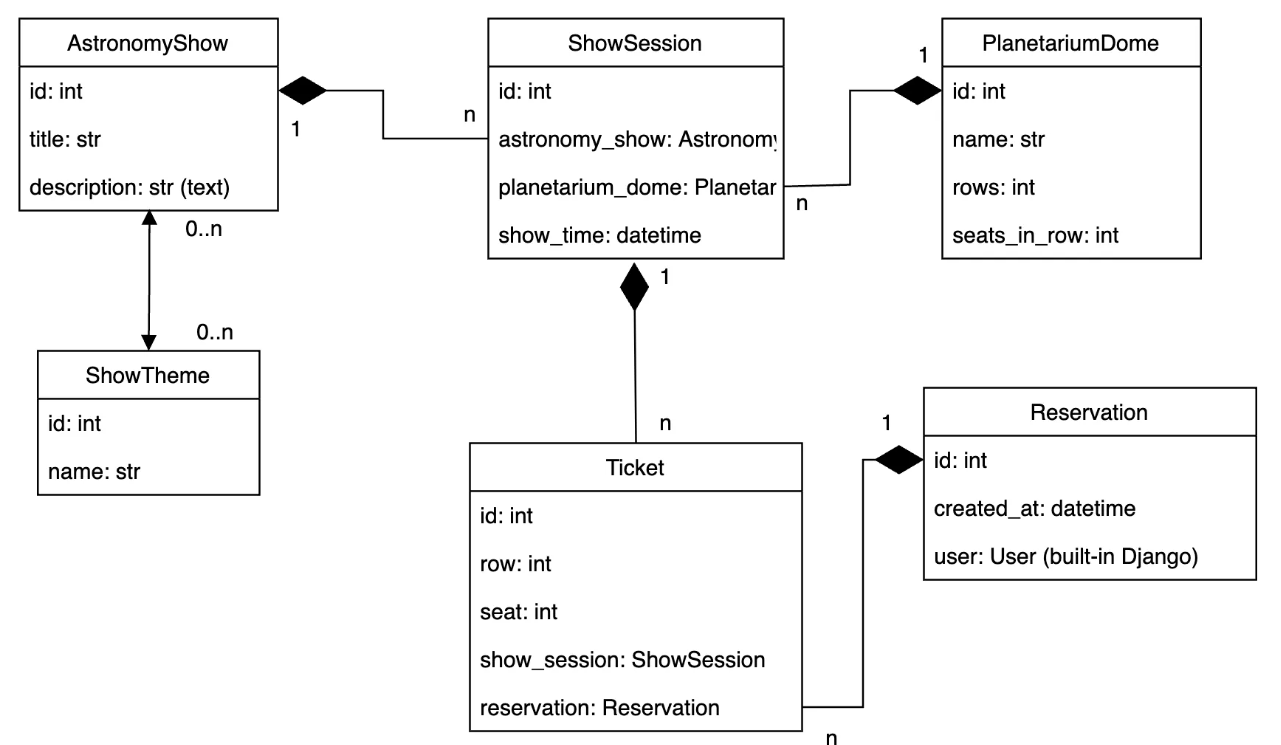 AstronomyShow
id: int
title: str
description: str (text)
1
n
ShowSession
id: int
astronomy_show: Astronomy
planetarium_dome: Planetar
show_time: datetime
1
n
PlanetariumDome
id: int
name: str
rows: int
seats_in_row: int
0..n
0..n
ShowTheme
id: int
name: str
1
n
Ticket
id: int
row: int
seat: int
show_session: ShowSession
reservation: Reservation
1
n
Reservation
id: int
created_at: datetime
user: User (built-in Django)